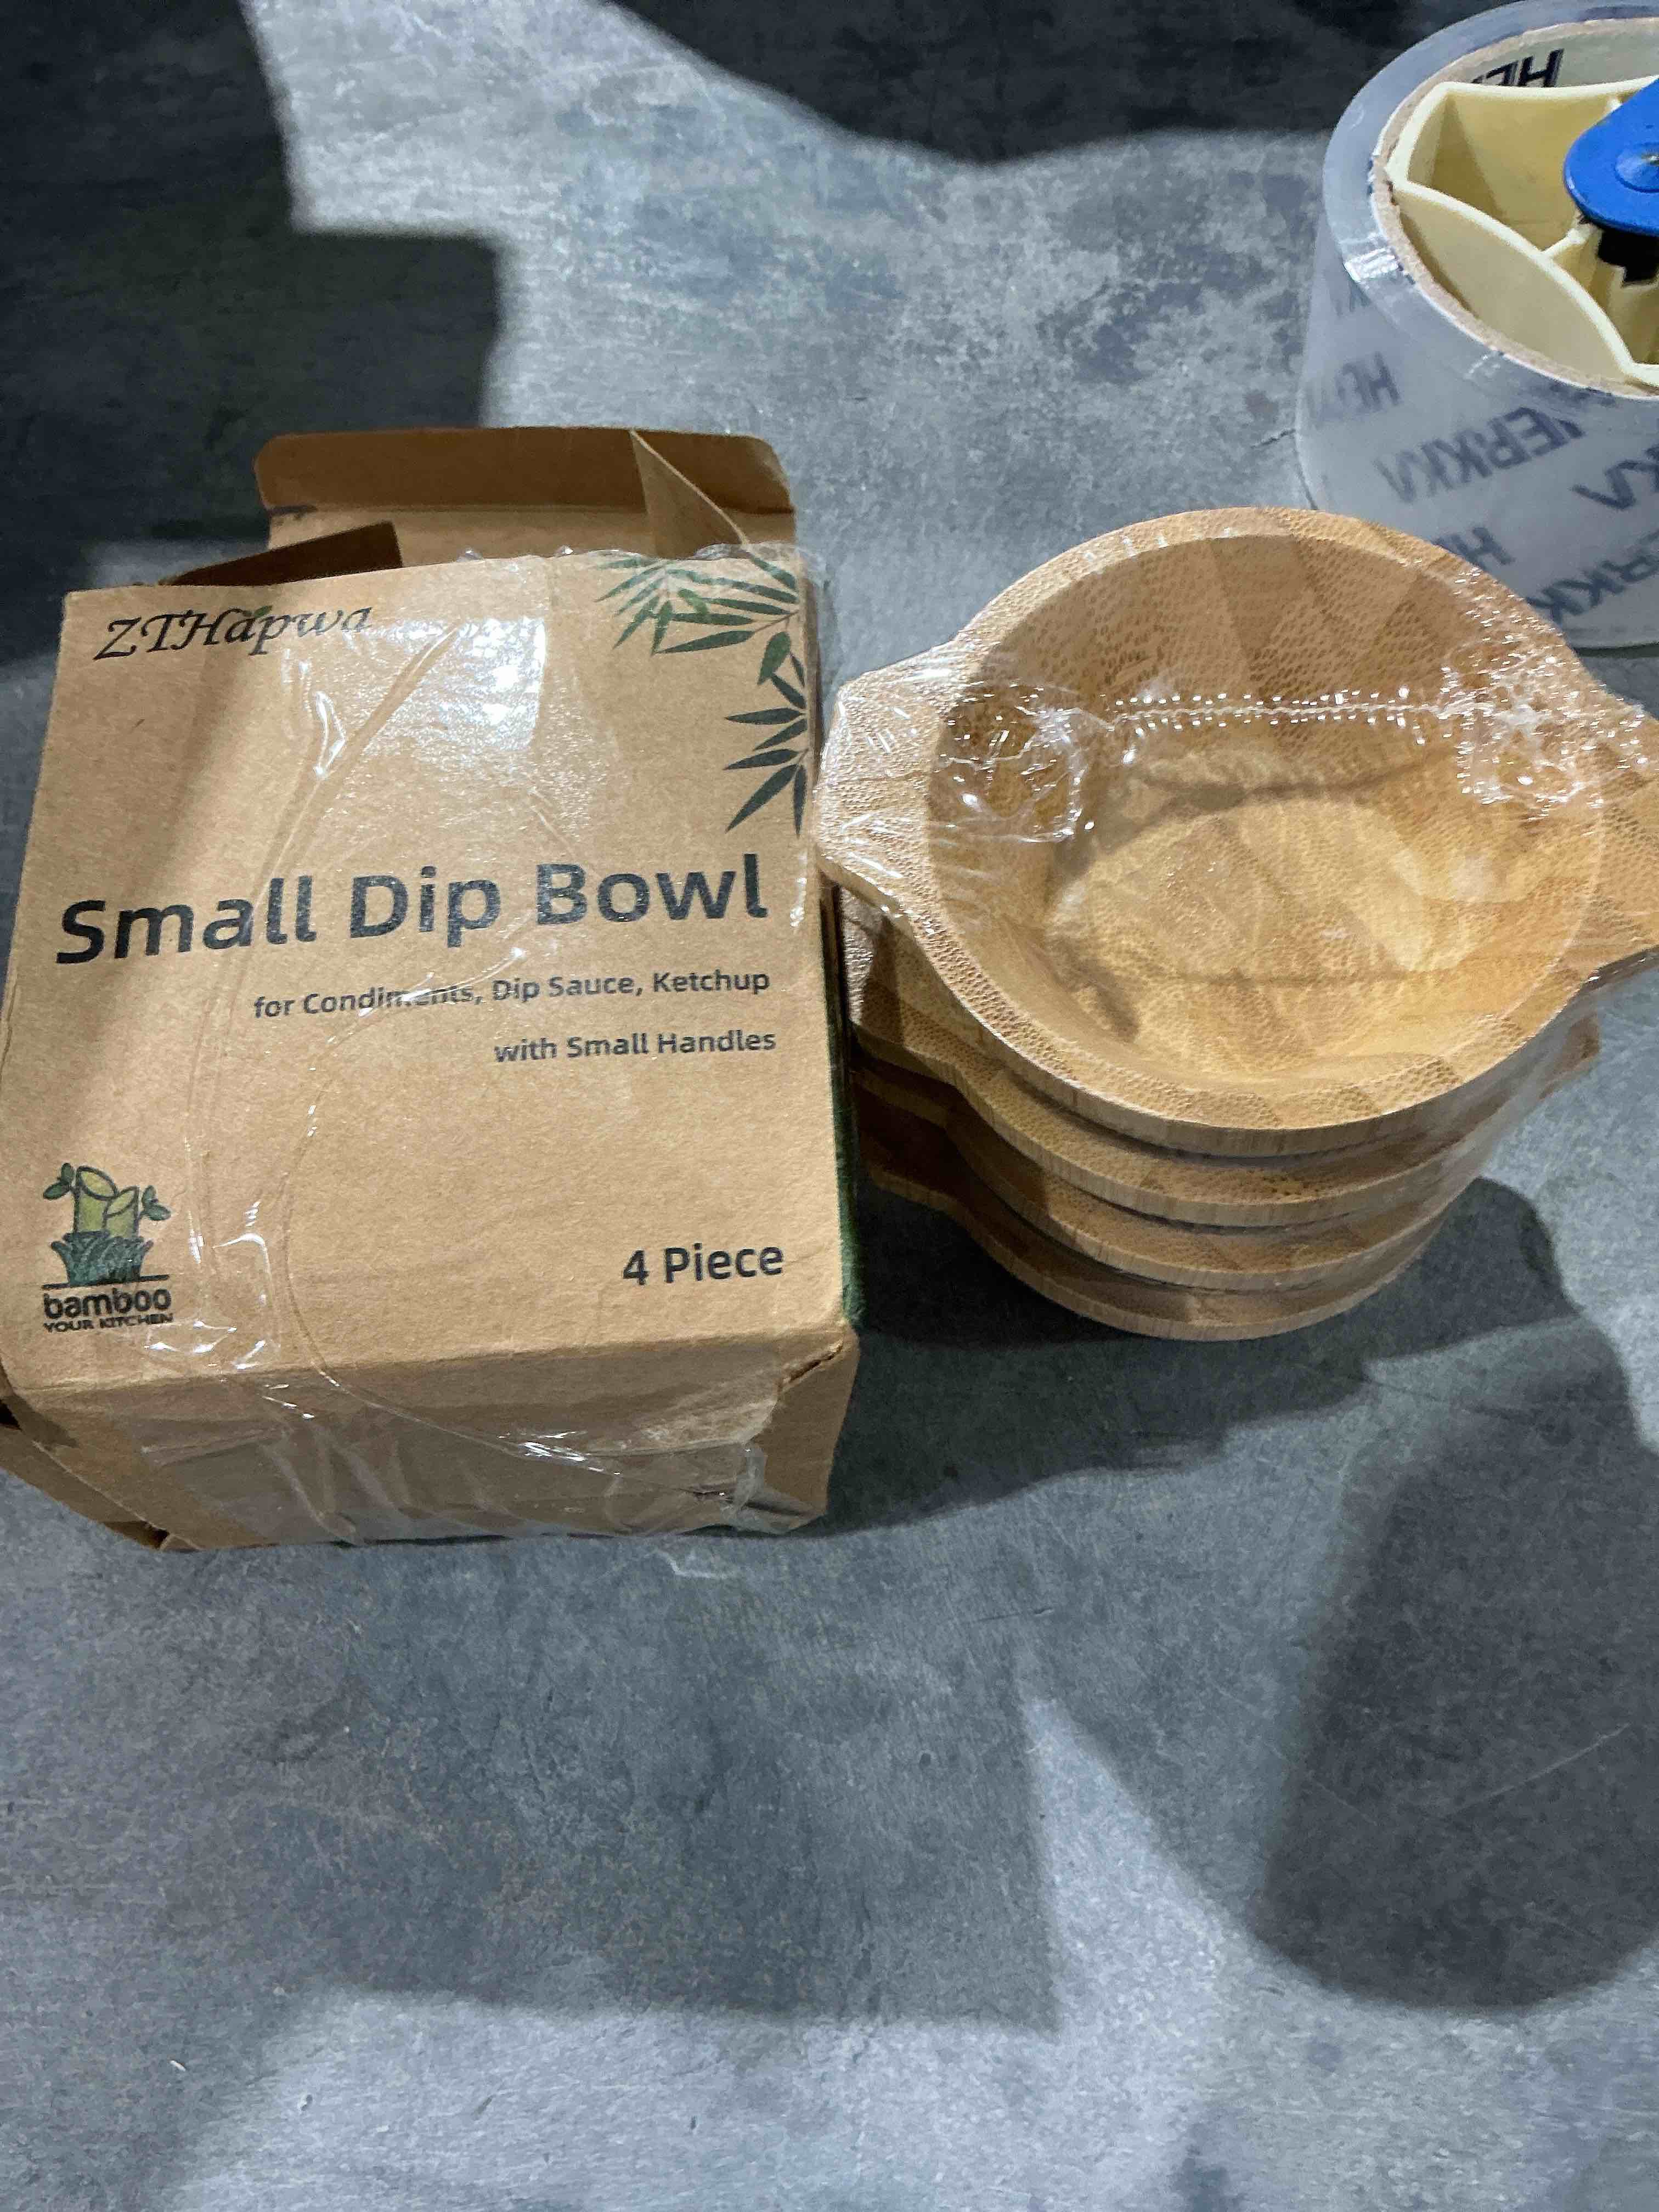 ZTHapwa
Small Dip Bowl
for Condiments, Dip Sauce, Ketchup
with Small Handles
4 Piece
bamboo
YOUR KITCHEN